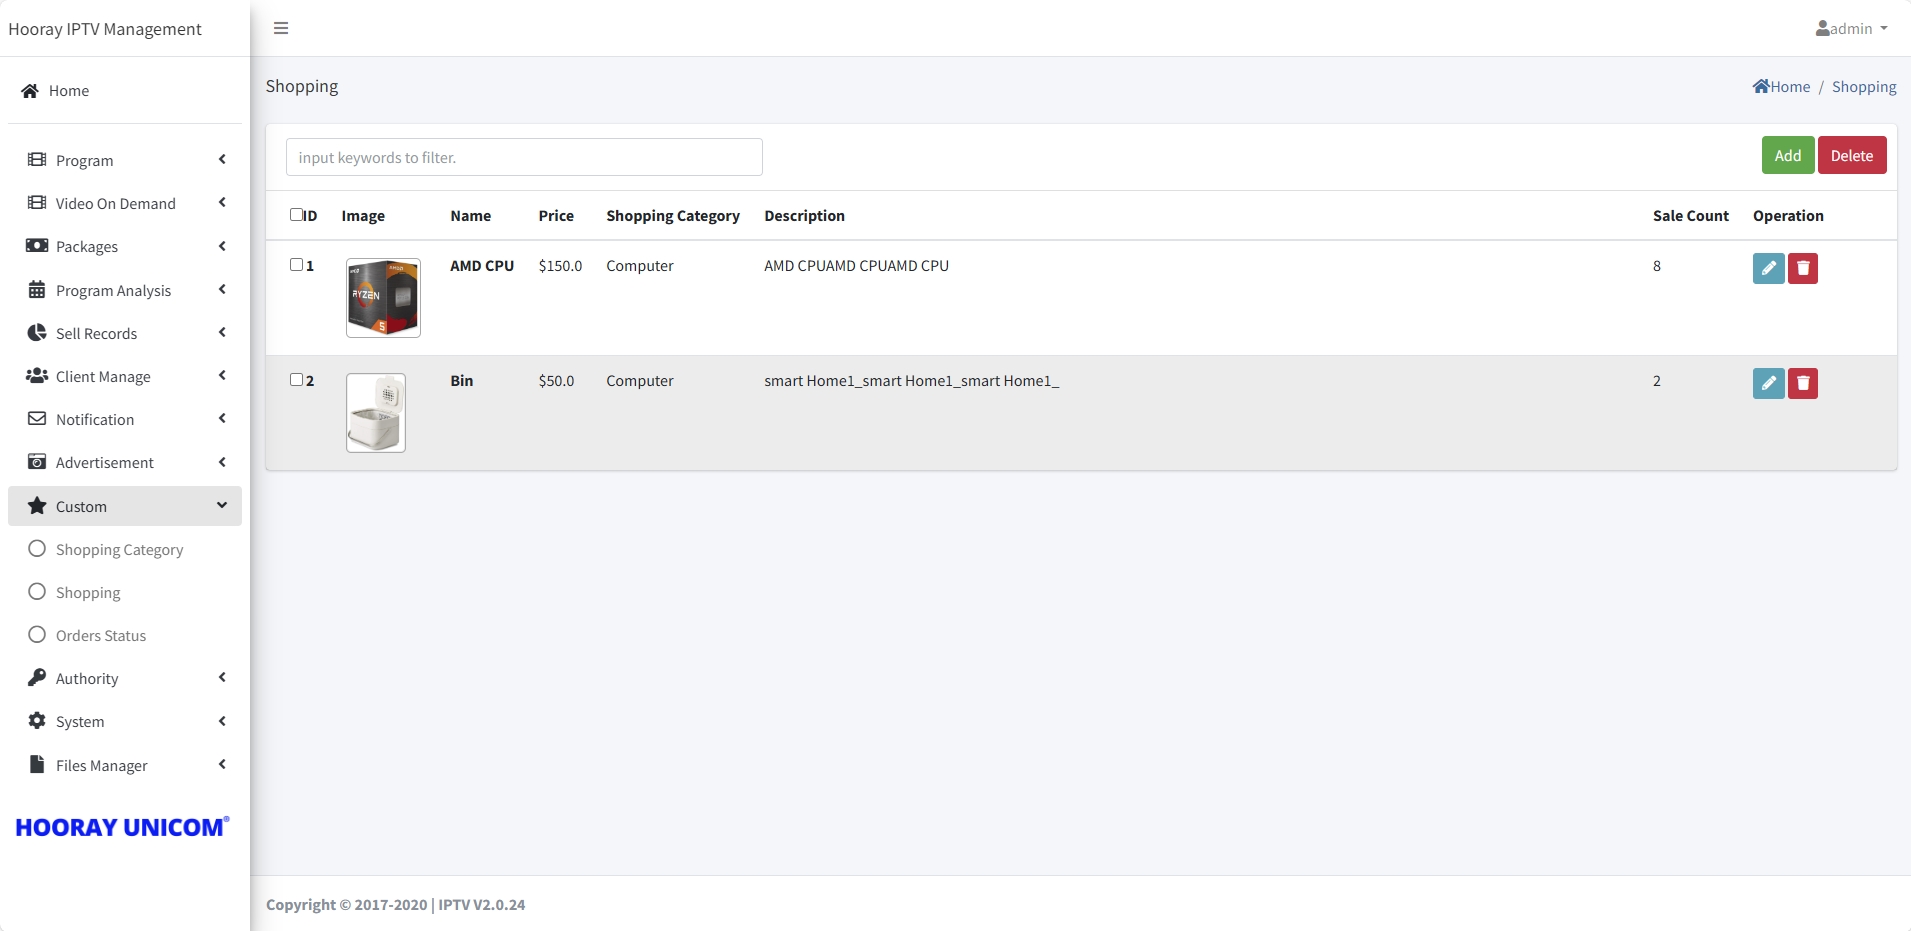 Hooray IPTV Management
admin
Home
Program
Video On Demand
Packages
Program Analysis
Sell Records
Client Manage
Notification
Advertisement
Custom
Shopping Category
Shopping
Orders Status
Authority
System
Files Manager
HOORAY UNICOM®
Shopping
Home / Shopping
input keywords to filter.
Add Delete
ID Image Name Price Shopping Category Description Sale Count Operation
1 AMD CPU $150.0 Computer AMD CPUAMD CPUAMD CPU 8
RYZEN
5
2 Bin $50.0 Computer smart Home1_smart Home1_smart Home1_ 2
Copyright © 2017-2020 | IPTV V2.0.24